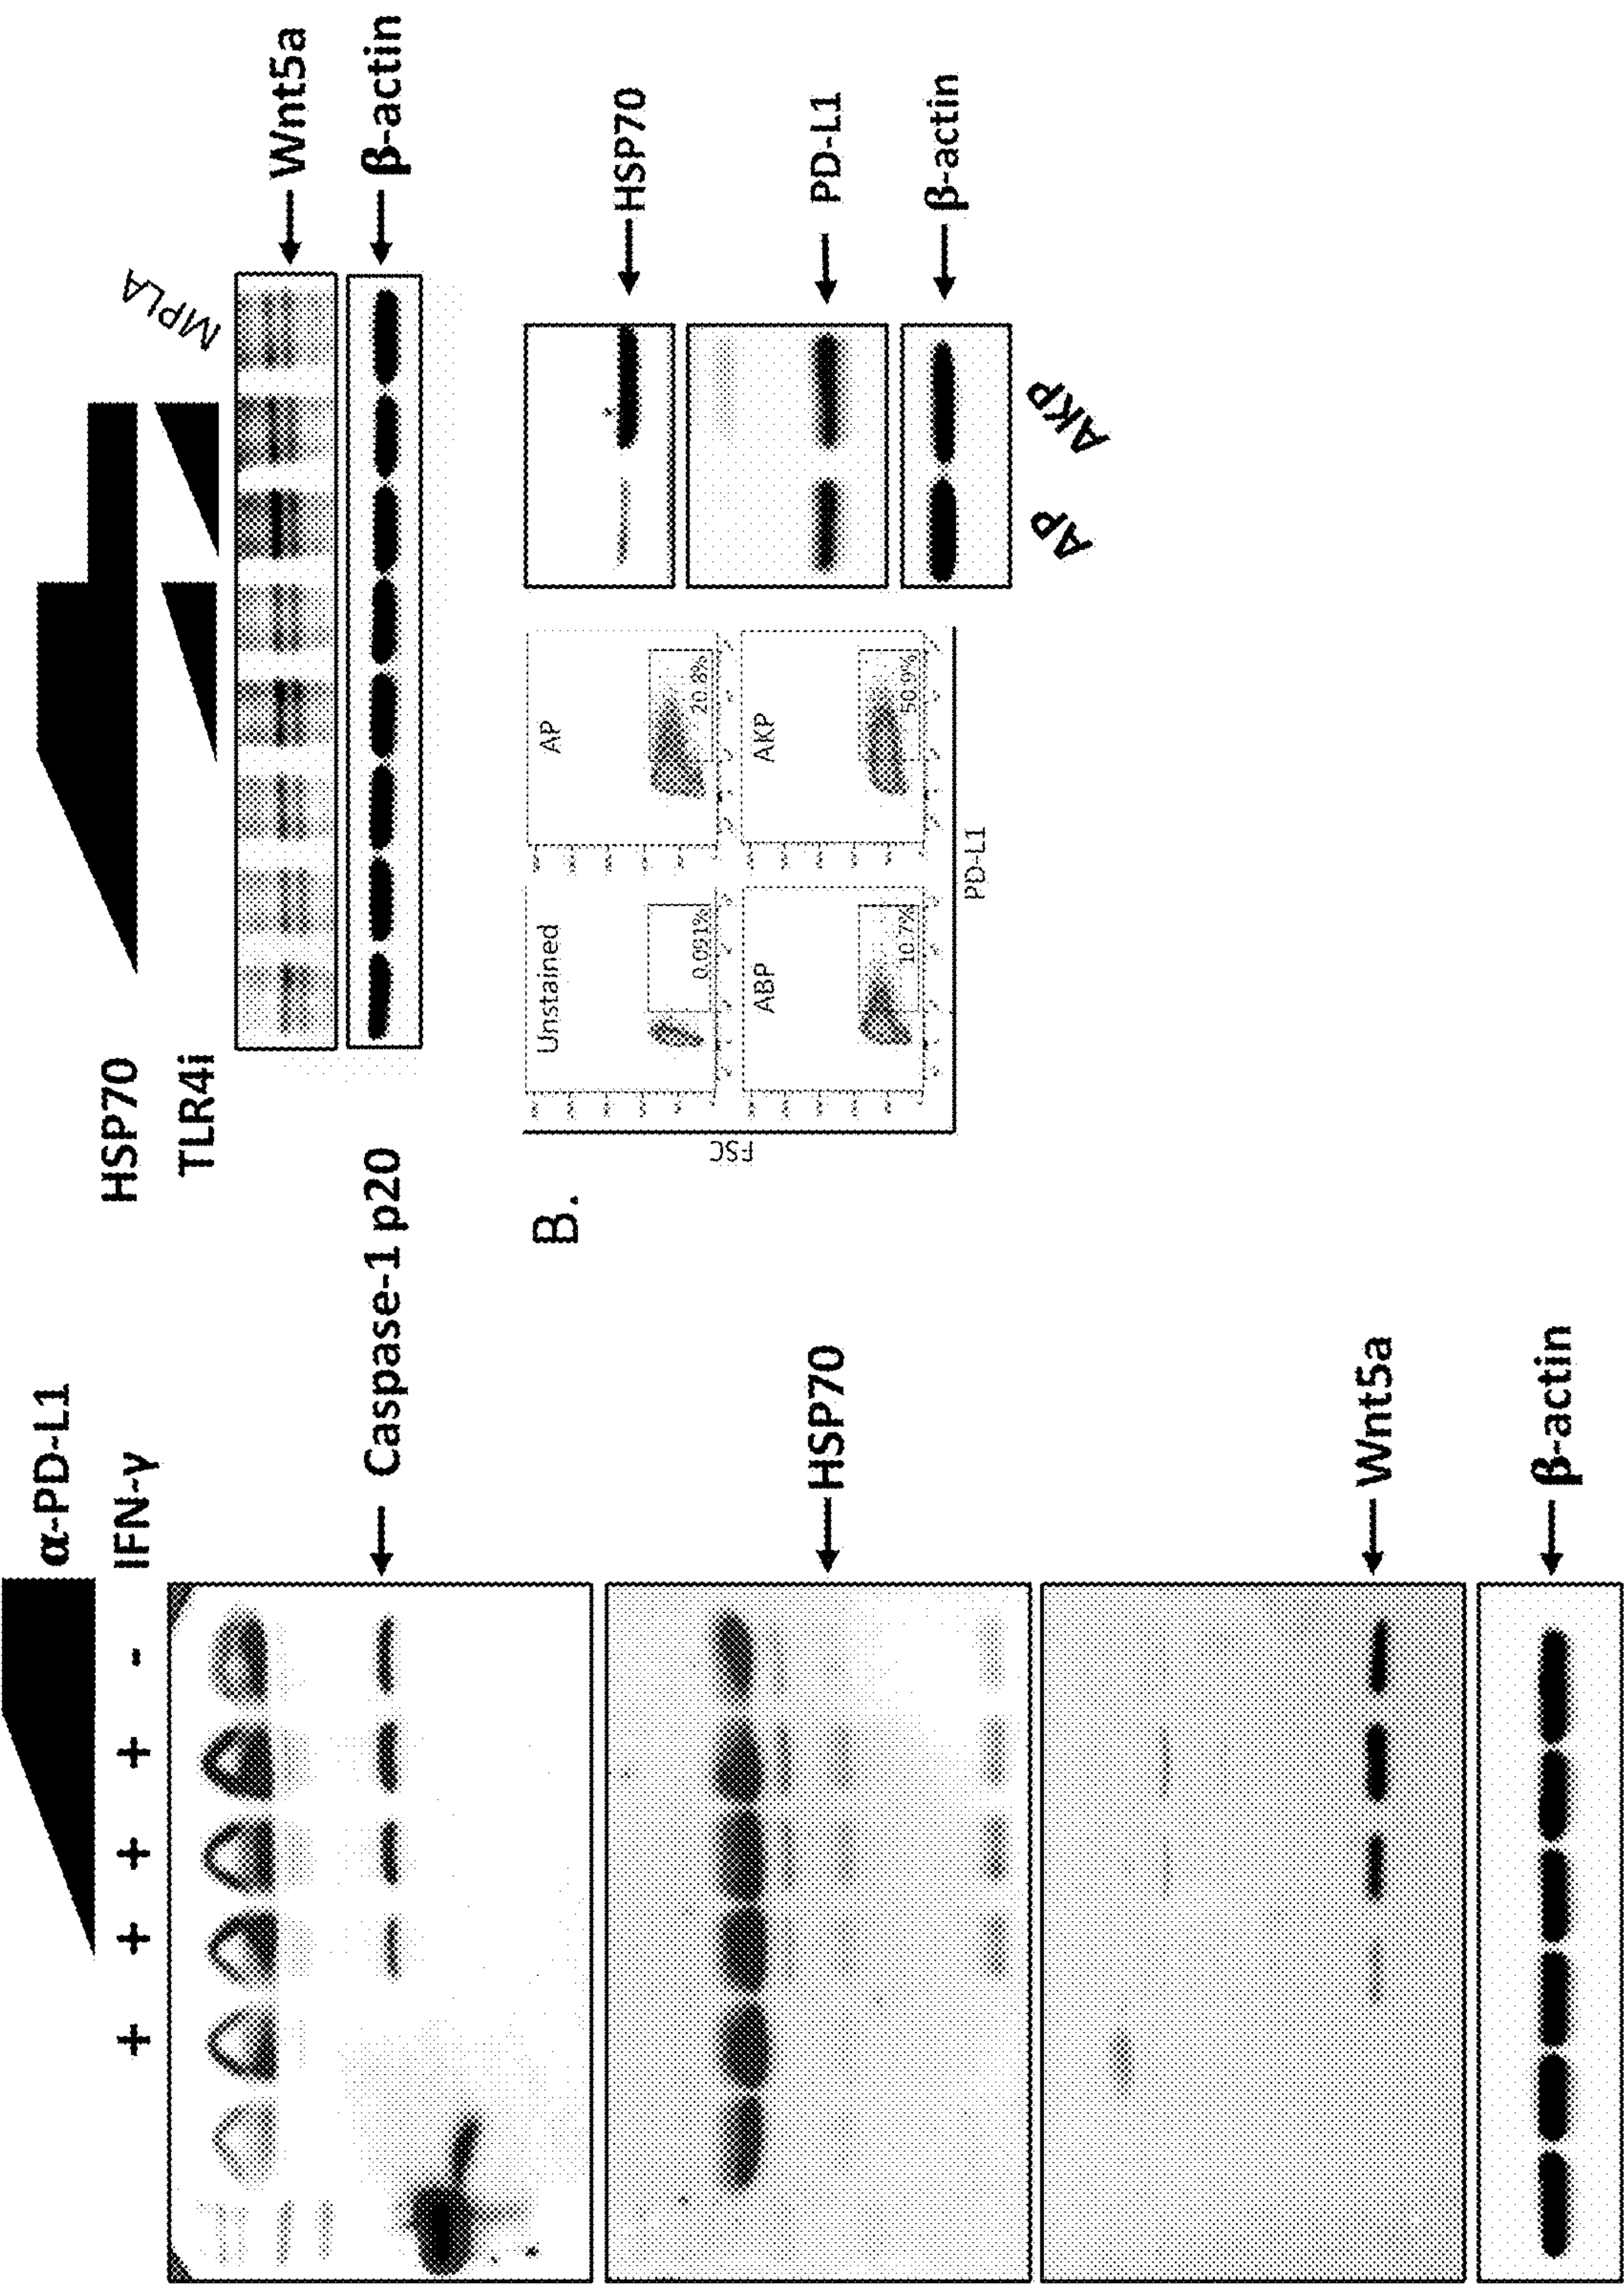 α-PD-L1
IFN-γ
+ + + + -
Caspase-1 p20
HSP70
Wnt5a
β-actin
HSP70
TLR4i
MPLA
Wnt5a
β-actin
B.
Unstained
0.091%
AP
20.8%
ABP
10.7%
AKP
50.9%
FSC
PD-L1
HSP70
PD-L1
β-actin
AP AKP